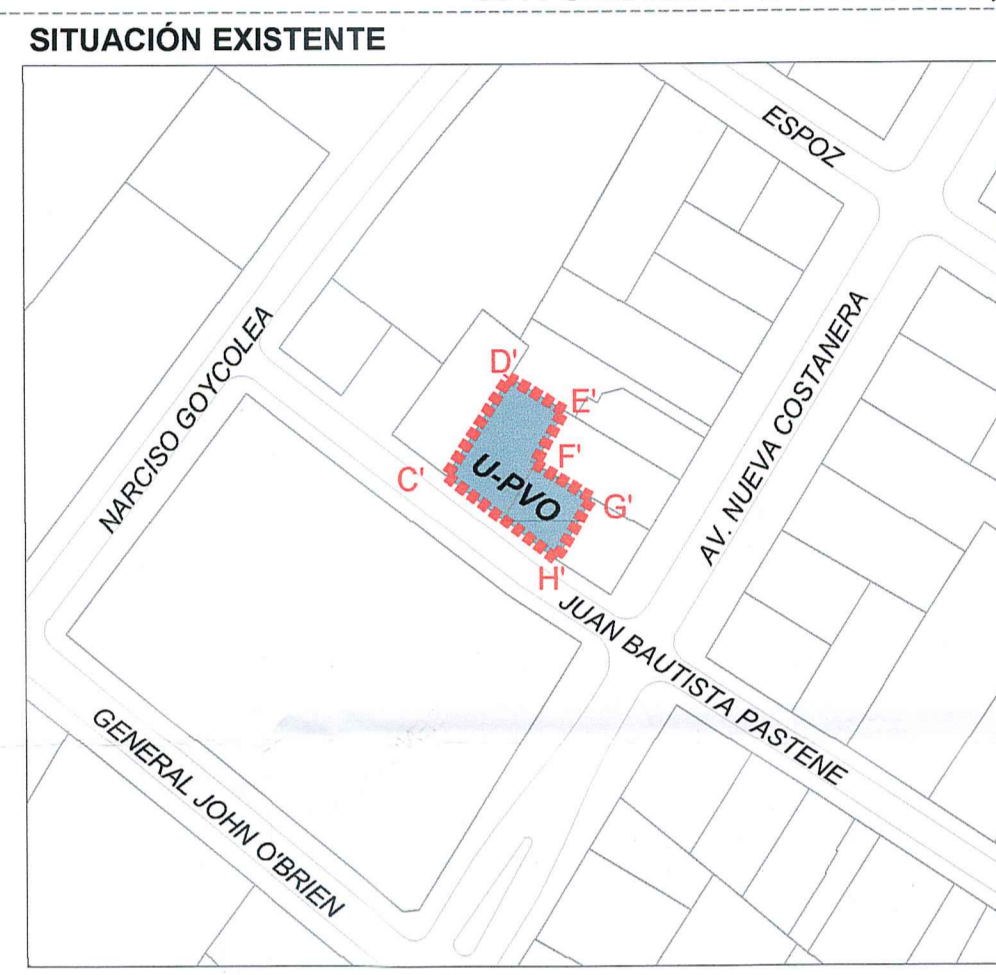 SITUACIÓN EXISTENTE
ESPOZ
NARCISO GOYCOLEA
AV. NUEVA COSTANERA
D'
E'
F'
C'
U-PVO
G'
H'
JUAN BAUTISTA PASTENE
GENERAL JOHN O'BRIEN